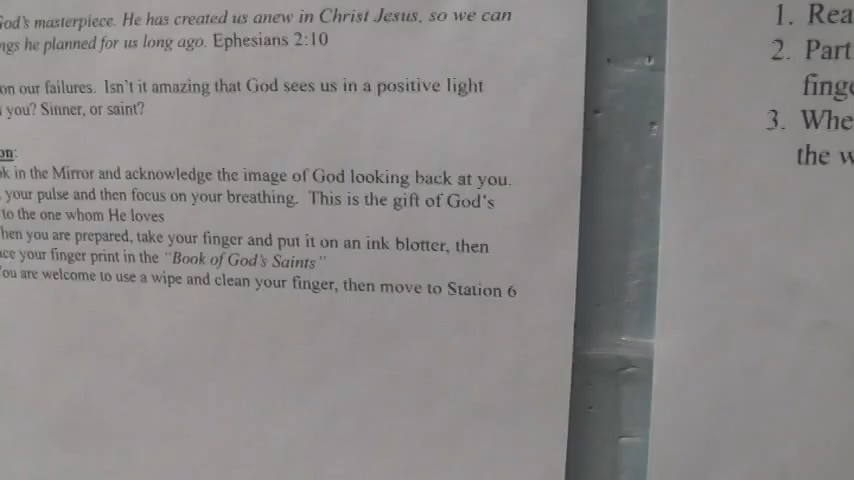 God's masterpiece. He has created us anew in Christ Jesus, so we can
ngs he planned for us long ago. Ephesians 2:10
on our failures. Isn't it amazing that God sees us in a positive light
you? Sinner, or saint?
on:
k in the Mirror and acknowledge the image of God looking back at you.
your pulse and then focus on your breathing. This is the gift of God's
to the one whom He loves
hen you are prepared, take your finger and put it on an ink blotter, then
ace your finger print in the "Book of God's Saints"
You are welcome to use a wipe and clean your finger, then move to Station 6
1. Rea
2. Part
finge
3. Whe
the w